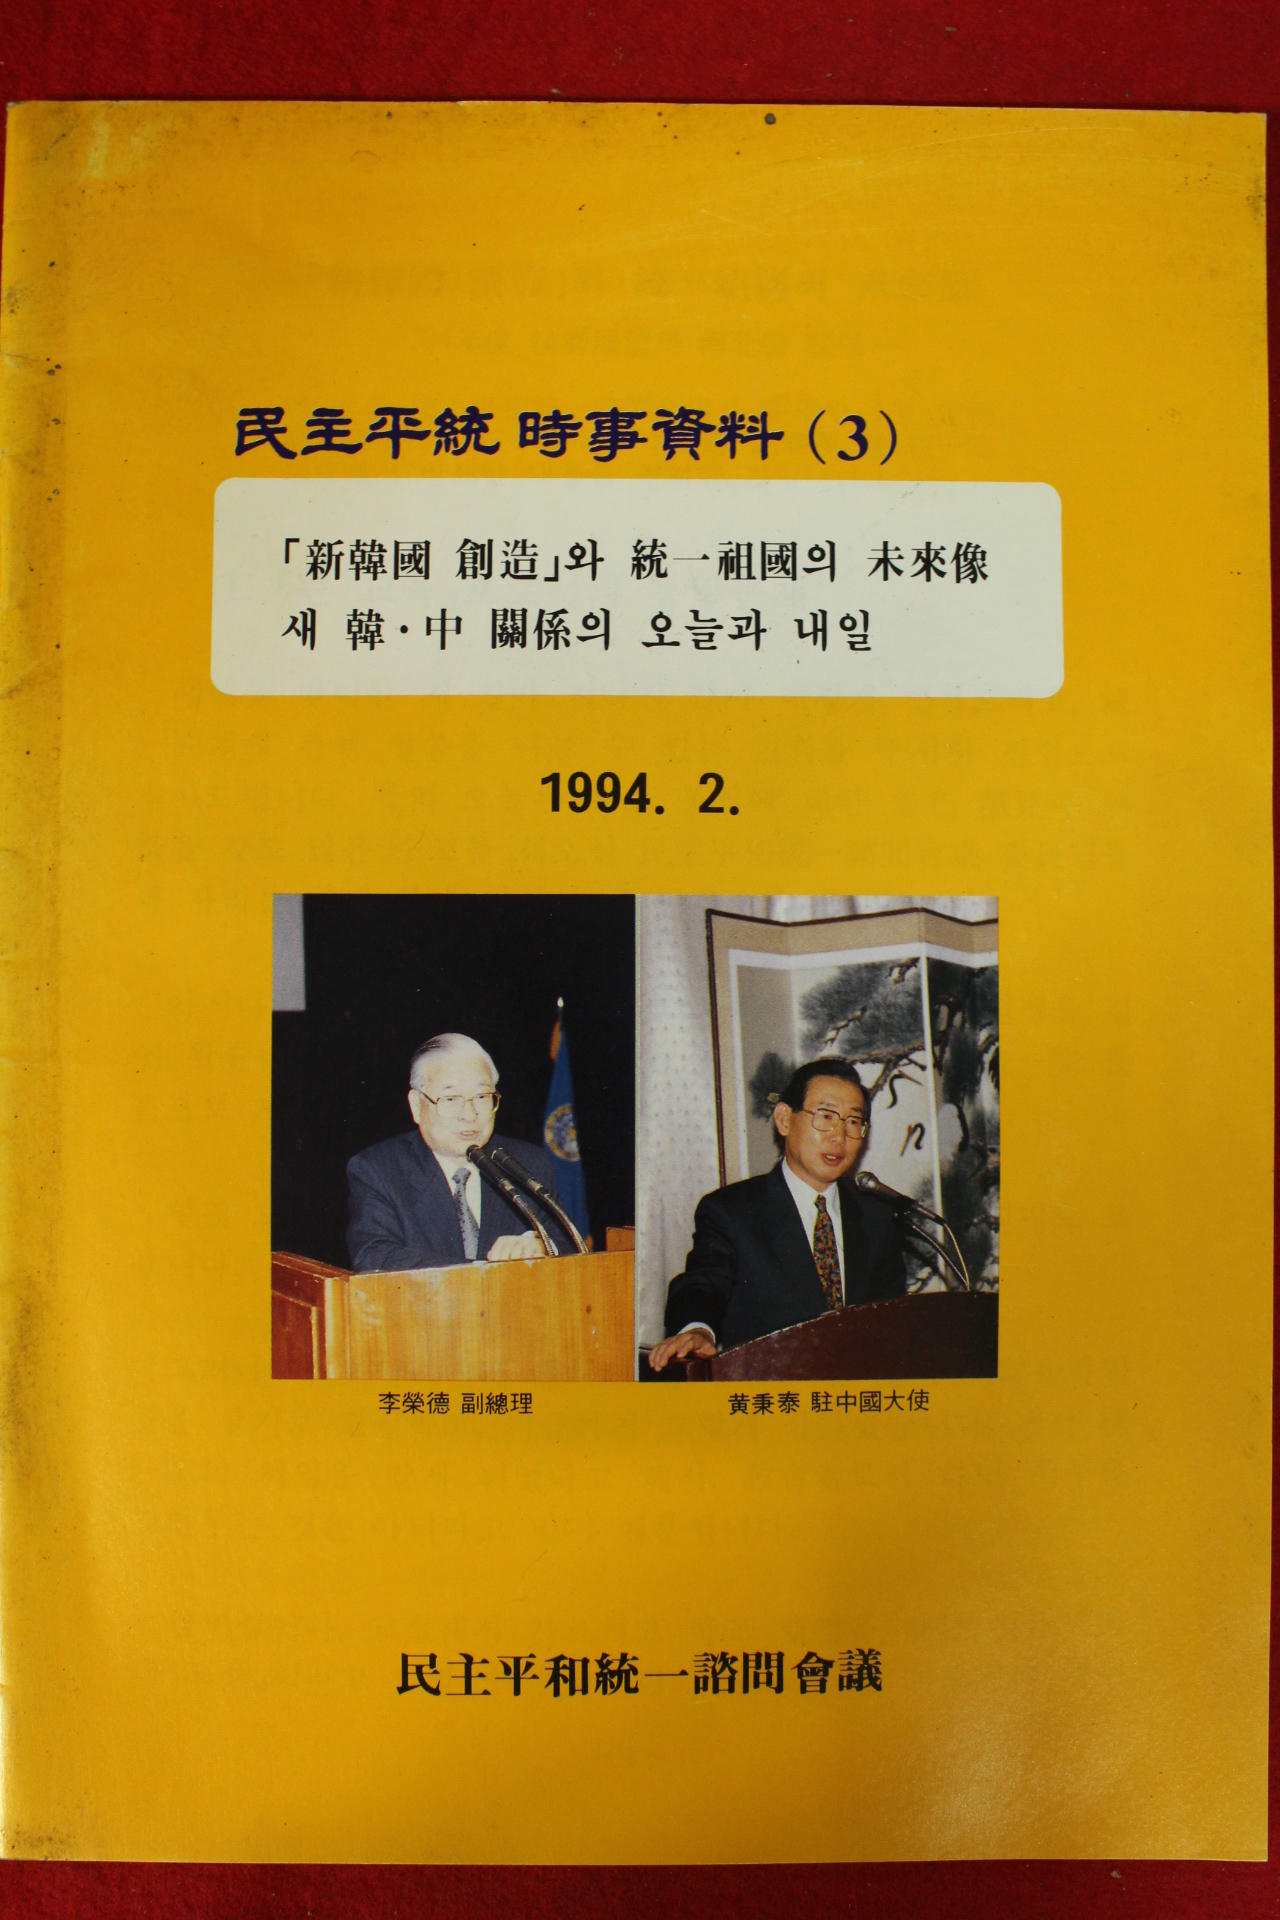 民主平統 時事資料 (3)
「新韓國 創造」와 統一祖國의 未來像
새 韓·中 關係의 오늘과 내일
1994. 2.
李榮德 副總理
黄秉泰 駐中國大使
民主平和統一諮問會議